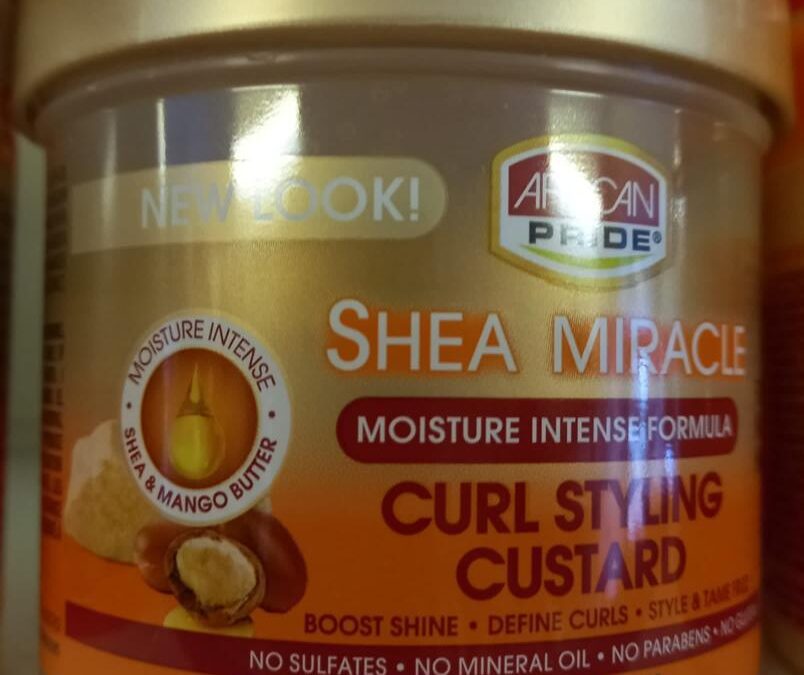 NEW LOOK!
AFRICAN
PRIDE®
SHEA MIRACLE
MOISTURE INTENSE
SHEA & MANGO BUTTER
MOISTURE INTENSE FORMULA
CURL STYLING
CUSTARD
BOOST SHINE • DEFINE CURLS • STYLE & TAME
NO SULFATES • NO MINERAL OIL • NO PARABENS • NO